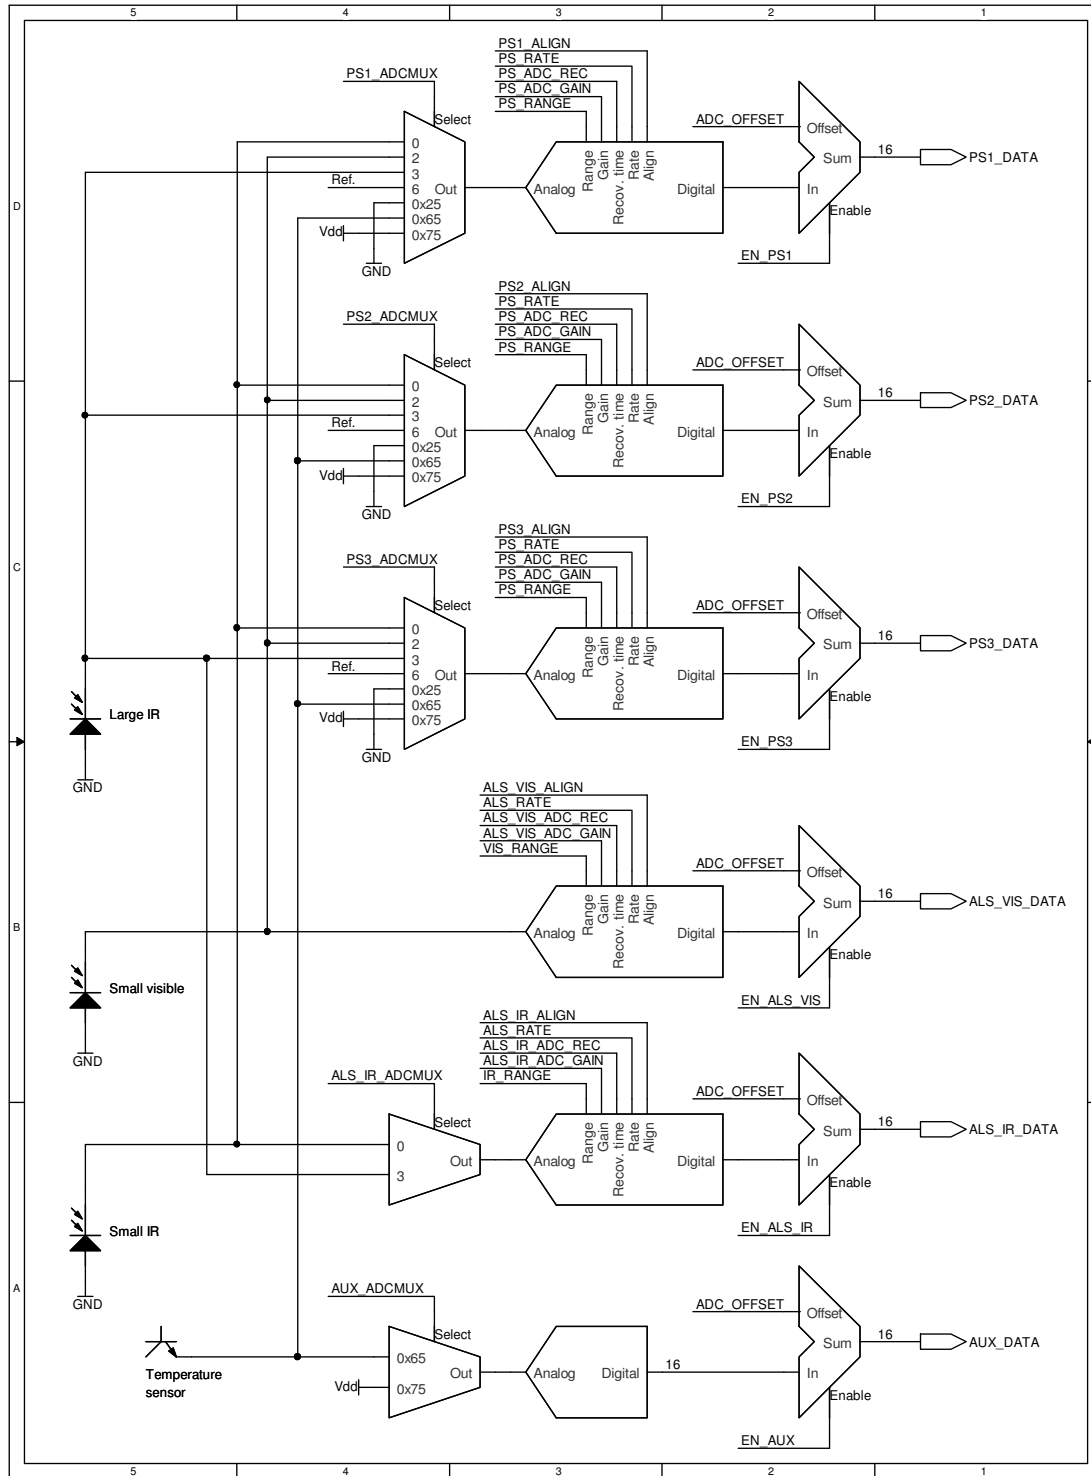 5 4 3 2 1
PS1_ALIGN
PS_RATE
PS_ADC_REC
PS_ADC_GAIN
PS_RANGE
PS1_ADCMUX
Select
0
2
3
Ref.
6 Out
0x25
0x65
Vdd 0x75
GND
Analog
Range
Gain
Recov. time
Rate
Align
Digital
ADC_OFFSET
Offset
Sum
In
Enable
EN_PS1
16
PS1_DATA
D
PS2_ALIGN
PS_RATE
PS_ADC_REC
PS_ADC_GAIN
PS_RANGE
PS2_ADCMUX
Select
0
2
3
Ref.
6 Out
0x25
0x65
Vdd 0x75
GND
Analog
Range
Gain
Recov. time
Rate
Align
Digital
ADC_OFFSET
Offset
Sum
In
Enable
EN_PS2
16
PS2_DATA
C
PS3_ALIGN
PS_RATE
PS_ADC_REC
PS_ADC_GAIN
PS_RANGE
PS3_ADCMUX
Select
0
2
3
Ref.
6 Out
0x25
0x65
Vdd 0x75
GND
Analog
Range
Gain
Recov. time
Rate
Align
Digital
ADC_OFFSET
Offset
Sum
In
Enable
EN_PS3
16
PS3_DATA
Large IR
GND
ALS_VIS_ALIGN
ALS_RATE
ALS_VIS_ADC_REC
ALS_VIS_ADC_GAIN
VIS_RANGE
Analog
Range
Gain
Recov. time
Rate
Align
Digital
ADC_OFFSET
Offset
Sum
In
Enable
EN_ALS_VIS
16
ALS_VIS_DATA
B
Small visible
GND
ALS_IR_ALIGN
ALS_RATE
ALS_IR_ADC_REC
ALS_IR_ADC_GAIN
IR_RANGE
ALS_IR_ADCMUX
Select
0
Out
3
Analog
Range
Gain
Recov. time
Rate
Align
Digital
ADC_OFFSET
Offset
Sum
In
Enable
EN_ALS_IR
16
ALS_IR_DATA
Small IR
GND
A
AUX_ADCMUX
Select
0x65
Out
Vdd 0x75
Temperature
sensor
Analog
Digital
16
ADC_OFFSET
Offset
Sum
In
Enable
EN_AUX
16
AUX_DATA
5 4 3 2 1